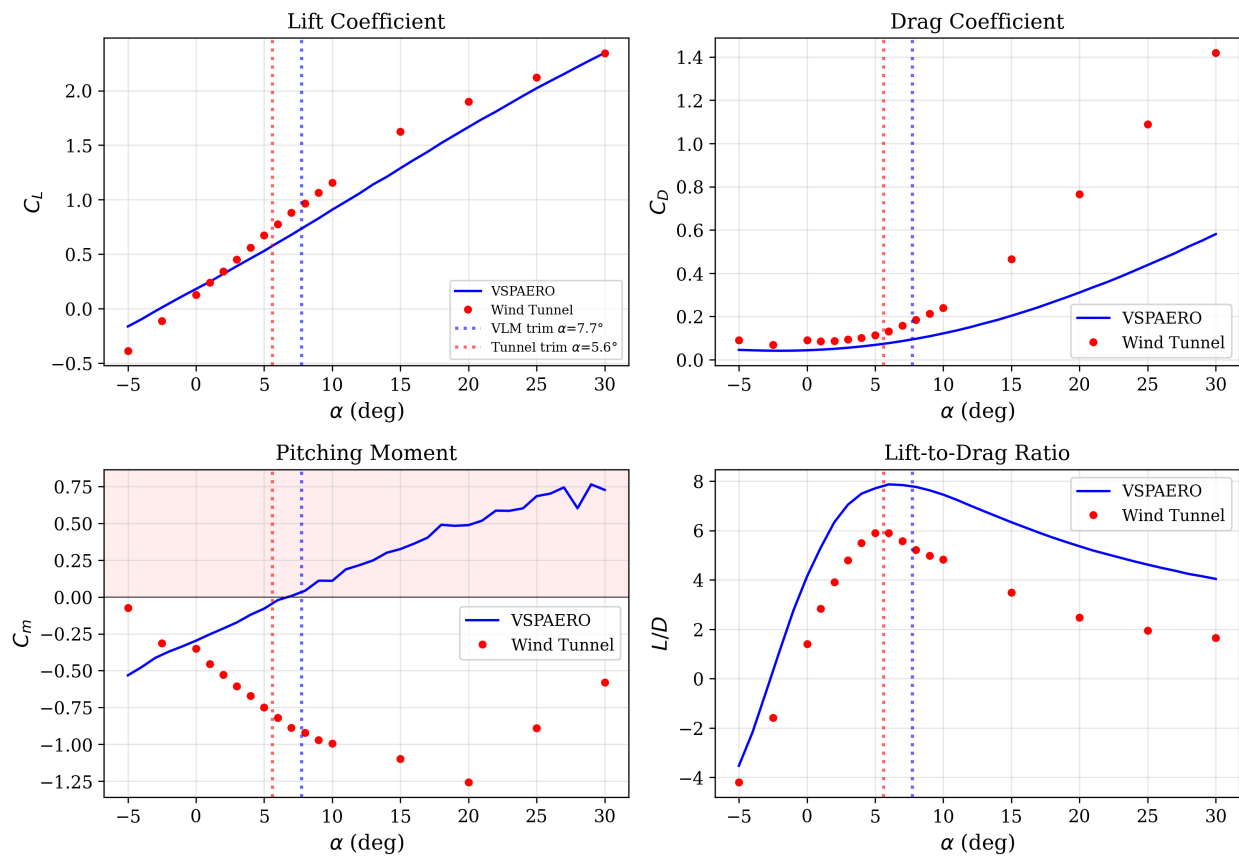 Lift Coefficient
C_L
2.0
1.5
1.0
0.5
0.0
−0.5
−5 0 5 10 15 20 25 30
α (deg)
VSPAERO
Wind Tunnel
VLM trim α=7.7°
Tunnel trim α=5.6°
Drag Coefficient
C_D
1.4
1.2
1.0
0.8
0.6
0.4
0.2
0.0
−5 0 5 10 15 20 25 30
α (deg)
VSPAERO
Wind Tunnel
Pitching Moment
C_m
0.75
0.50
0.25
0.00
−0.25
−0.50
−0.75
−1.00
−1.25
−5 0 5 10 15 20 25 30
α (deg)
VSPAERO
Wind Tunnel
Lift-to-Drag Ratio
L/D
8
6
4
2
0
−2
−4
−5 0 5 10 15 20 25 30
α (deg)
VSPAERO
Wind Tunnel